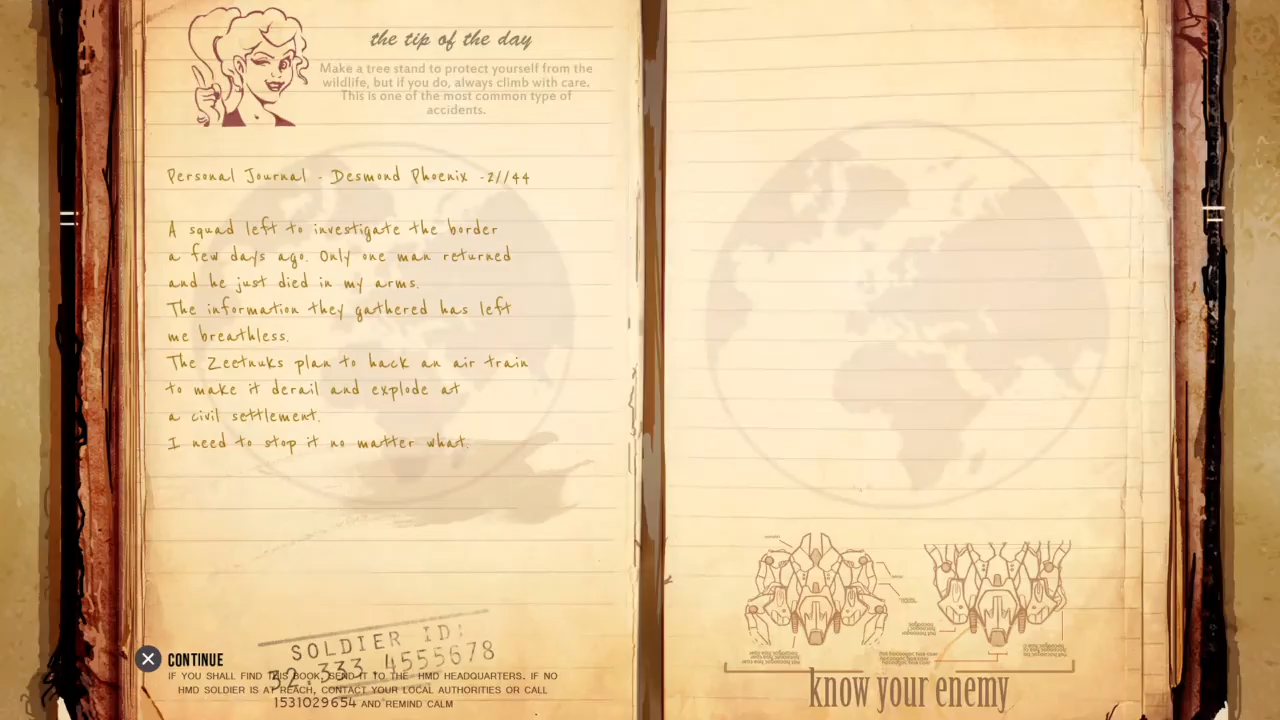 the tip of the day
Make a tree stand to protect yourself from the
wildlife, but if you do, always climb with care.
This is one of the most common type of
accidents.
Personal Journal - Desmond Phoenix -2//44
A squad left to investigate the border
a few days ago. Only one man returned
and he just died in my arms.
The information they gathered has left
me breathless.
The Zeetnuks plan to hack an air train
to make it derail and explode at
a civil settlement.
I need to stop it no matter what.
SOLDIER ID:
72.333.4555678
CONTINUE
IF YOU SHALL FIND THIS BOOK, SEND IT TO THE HMD HEADQUARTERS. IF NO
HMD SOLDIER IS AT REACH, CONTACT YOUR LOCAL AUTHORITIES OR CALL
1531029654 AND REMIND CALM
know your enemy